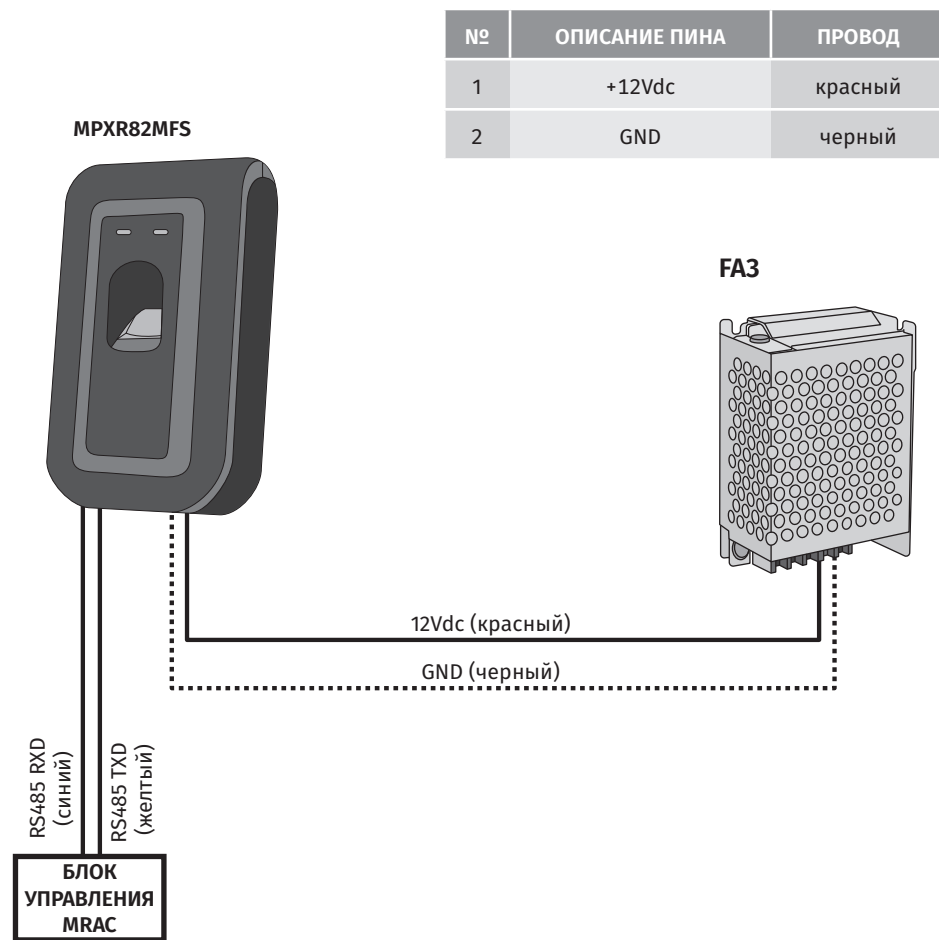 № ОПИСАНИЕ ПИНА ПРОВОД
1 +12Vdc красный
2 GND черный
MPXR82MFS
FA3
12Vdc (красный)
GND (черный)
RS485 RXD
(синий)
RS485 TXD
(желтый)
БЛОК
УПРАВЛЕНИЯ
MRAC